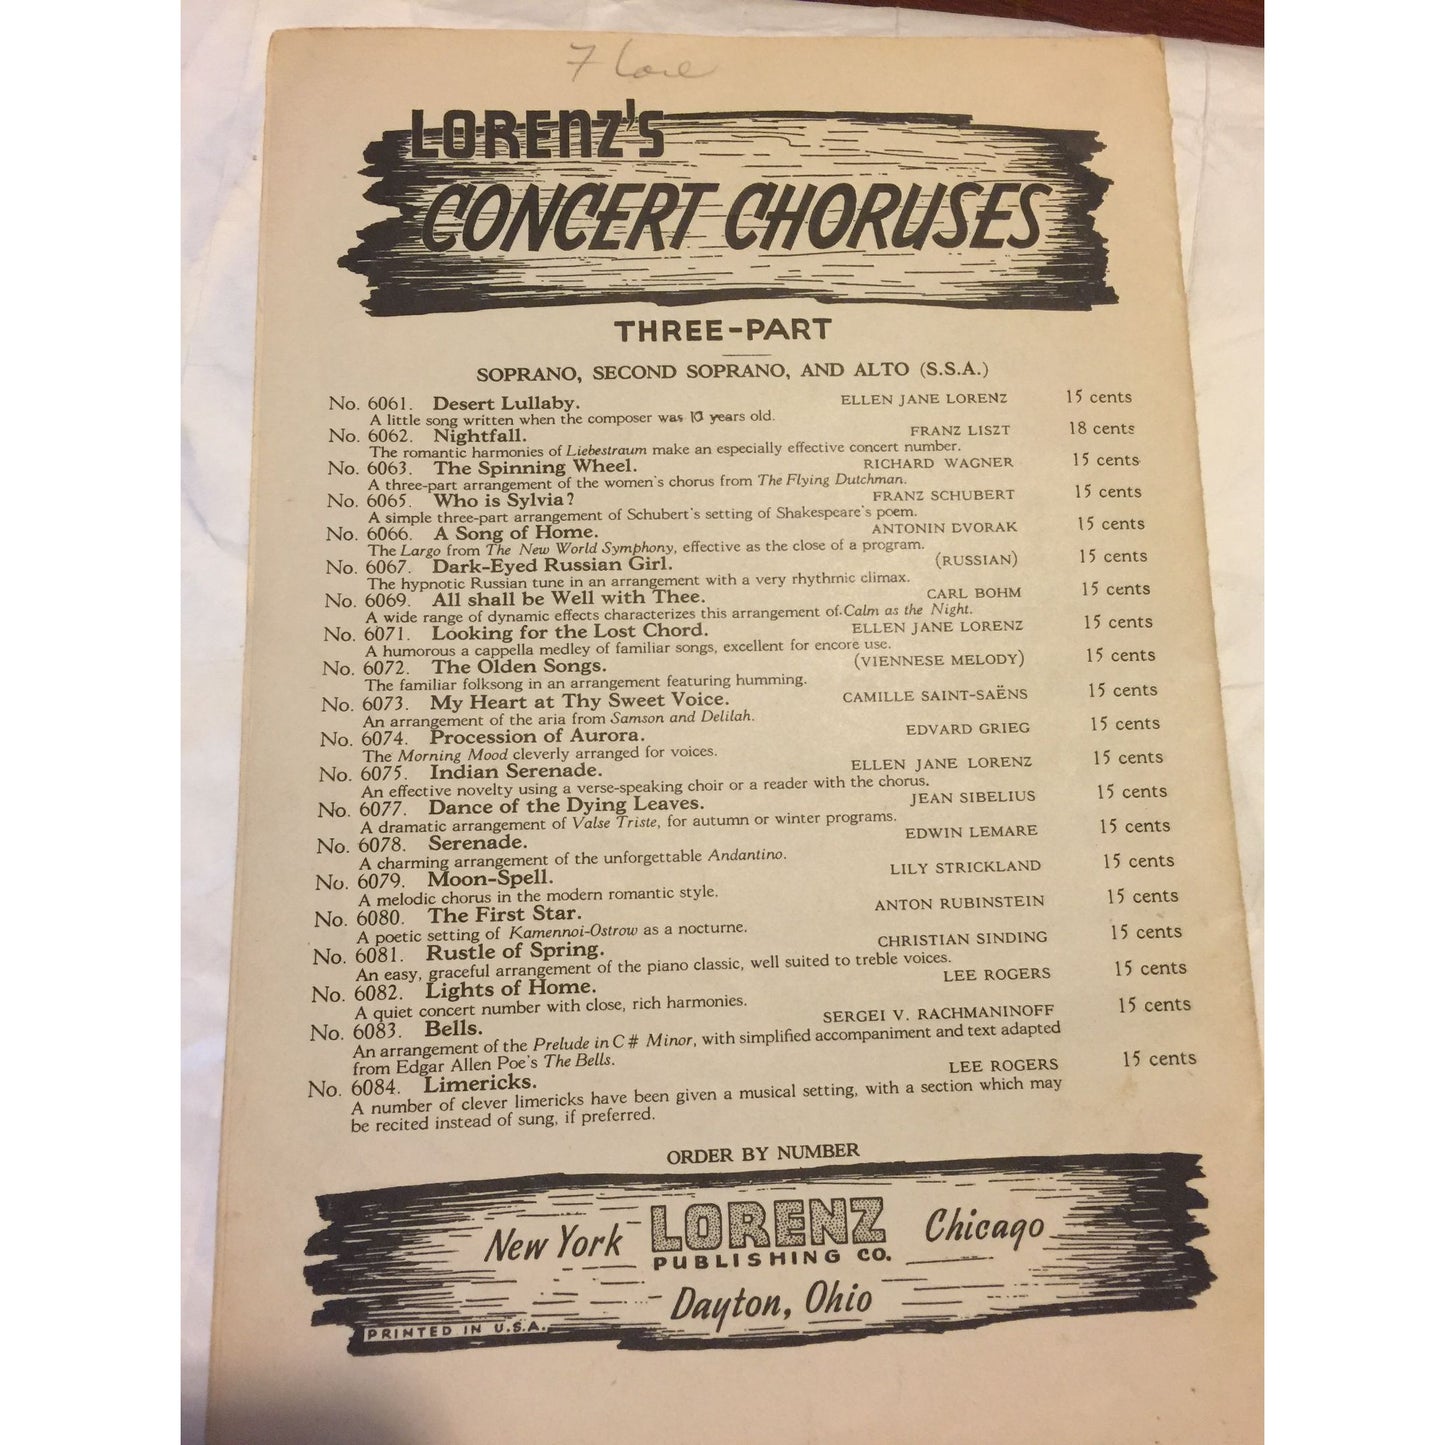 LORENZ'S
CONCERT CHORUSES
THREE-PART
SOPRANO, SECOND SOPRANO, AND ALTO (S.S.A.)
No. 6061. Desert Lullaby. ELLEN JANE LORENZ 15 cents
A little song written when the composer was 10 years old.
No. 6062. Nightfall. FRANZ LISZT 18 cents
The romantic harmonies of Liebestraum make an especially effective concert number.
No. 6063. The Spinning Wheel. RICHARD WAGNER 15 cents
A three-part arrangement of the women's chorus from The Flying Dutchman.
No. 6065. Who is Sylvia? FRANZ SCHUBERT 15 cents
A simple three-part arrangement of Schubert's setting of Shakespeare's poem.
No. 6066. A Song of Home. ANTONIN DVORAK 15 cents
The Largo from The New World Symphony, effective as the close of a program.
No. 6067. Dark-Eyed Russian Girl. (RUSSIAN) 15 cents
The hypnotic Russian tune in an arrangement with a very rhythmic climax.
No. 6069. All shall be Well with Thee. CARL BOHM 15 cents
A wide range of dynamic effects characterizes this arrangement of Calm as the Night.
No. 6071. Looking for the Lost Chord. ELLEN JANE LORENZ 15 cents
A humorous a cappella medley of familiar songs, excellent for encore use.
No. 6072. The Olden Songs. (VIENNESE MELODY) 15 cents
The familiar folksong in an arrangement featuring humming.
No. 6073. My Heart at Thy Sweet Voice. CAMILLE SAINT-SAËNS 15 cents
An arrangement of the aria from Samson and Delilah.
No. 6074. Procession of Aurora. EDVARD GRIEG 15 cents
The Morning Mood cleverly arranged for voices.
No. 6075. Indian Serenade. ELLEN JANE LORENZ 15 cents
An effective novelty using a verse-speaking choir or a reader with the chorus.
No. 6077. Dance of the Dying Leaves. JEAN SIBELIUS 15 cents
A dramatic arrangement of Valse Triste, for autumn or winter programs.
No. 6078. Serenade. EDWIN LEMARE 15 cents
A charming arrangement of the unforgettable Andantino.
No. 6079. Moon-Spell. LILY STRICKLAND 15 cents
A melodic chorus in the modern romantic style.
No. 6080. The First Star. ANTON RUBINSTEIN 15 cents
A poetic setting of Kamennoi-Ostrow as a nocturne.
No. 6081. Rustle of Spring. CHRISTIAN SINDING 15 cents
An easy, graceful arrangement of the piano classic, well suited to treble voices.
No. 6082. Lights of Home. LEE ROGERS 15 cents
A quiet concert number with close, rich harmonies.
No. 6083. Bells. SERGEI V. RACHMANINOFF 15 cents
An arrangement of the Prelude in C# Minor, with simplified accompaniment and text adapted
from Edgar Allen Poe's The Bells.
No. 6084. Limericks. LEE ROGERS 15 cents
A number of clever limericks have been given a musical setting, with a section which may
be recited instead of sung, if preferred.
ORDER BY NUMBER
New York LORENZ Chicago
PUBLISHING CO.
Dayton, Ohio
PRINTED IN U.S.A.